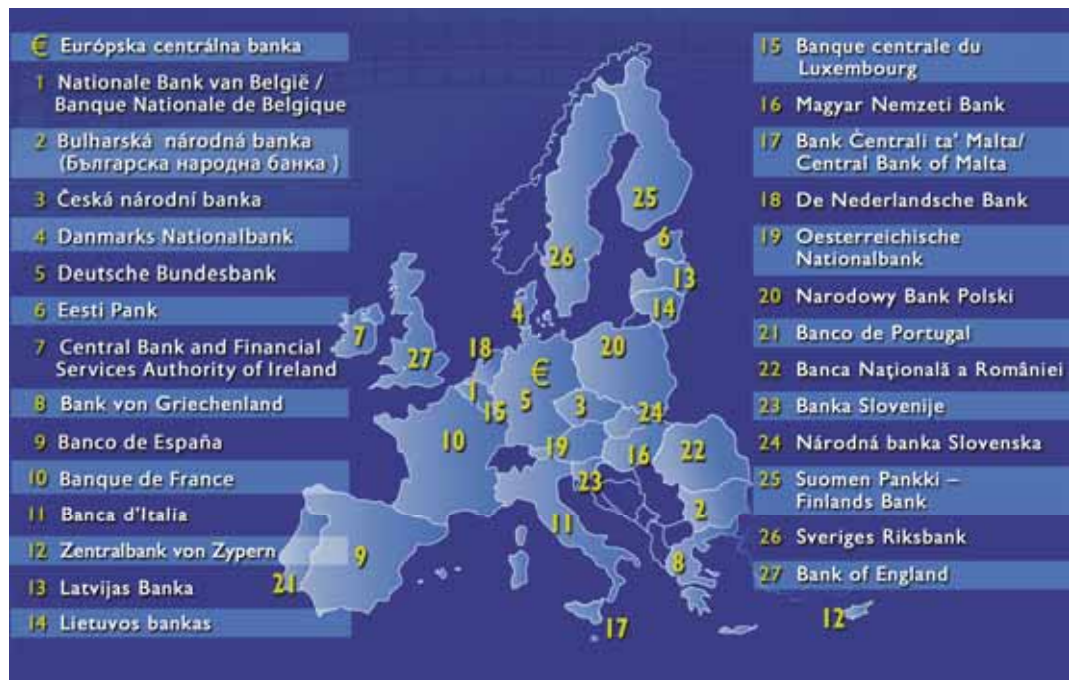 € Európska centrálna banka
1 Nationale Bank van België /
Banque Nationale de Belgique
2 Bulharská národná banka
(Българска народна банка )
3 Česká národní banka
4 Danmarks Nationalbank
5 Deutsche Bundesbank
6 Eesti Pank
7 Central Bank and Financial
Services Authority of Ireland
8 Bank von Griechenland
9 Banco de España
10 Banque de France
11 Banca d'Italia
12 Zentralbank von Zypern
13 Latvijas Banka
14 Lietuvos bankas
15 Banque centrale du
Luxembourg
16 Magyar Nemzeti Bank
17 Bank Ċentrali ta' Malta/
Central Bank of Malta
18 De Nederlandsche Bank
19 Oesterreichische
Nationalbank
20 Narodowy Bank Polski
21 Banco de Portugal
22 Banca Naţională a României
23 Banka Slovenije
24 Národná banka Slovenska
25 Suomen Pankki –
Finlands Bank
26 Sveriges Riksbank
27 Bank of England
25
6
26
13
14
4
7
18
20
27
€
1
5
3
15
24
10
19
16
22
23
2
11
9
8
21
17
12